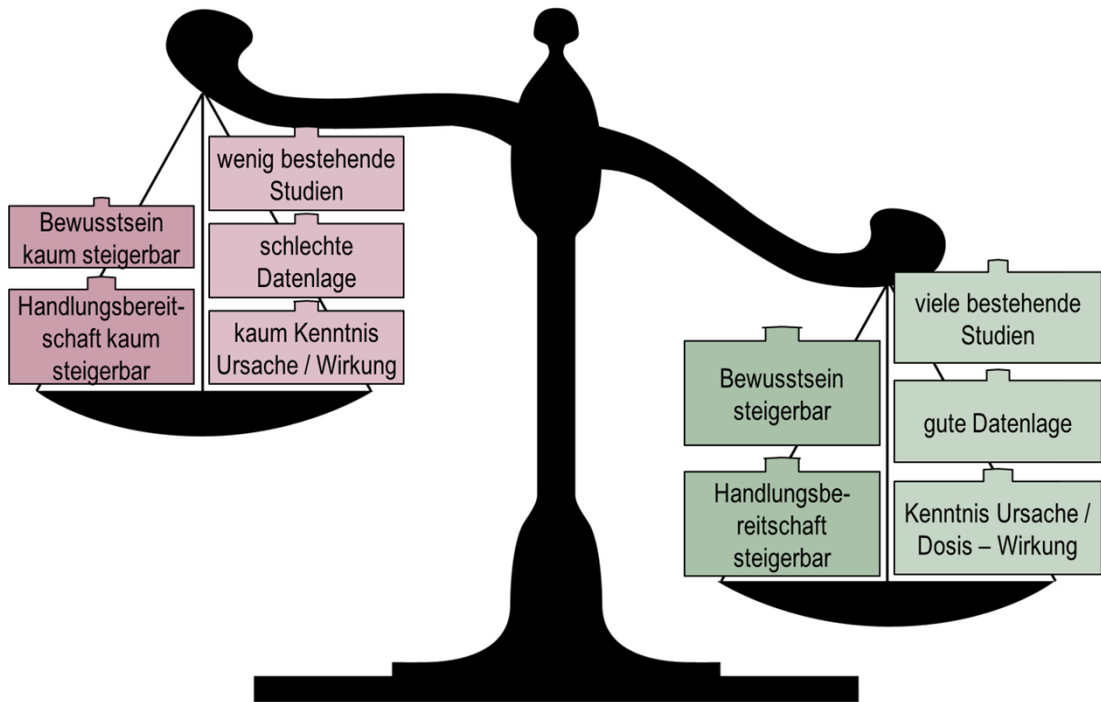 Bewusstsein
kaum steigerbar
Handlungsbereit-
schaft kaum
steigerbar
wenig bestehende
Studien
schlechte
Datenlage
kaum Kenntnis
Ursache / Wirkung
Bewusstsein
steigerbar
Handlungsbe-
reitschaft
steigerbar
viele bestehende
Studien
gute Datenlage
Kenntnis Ursache /
Dosis – Wirkung